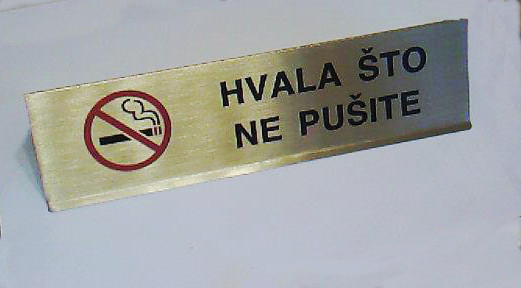 HVALA ŠTO
NE PUŠITE